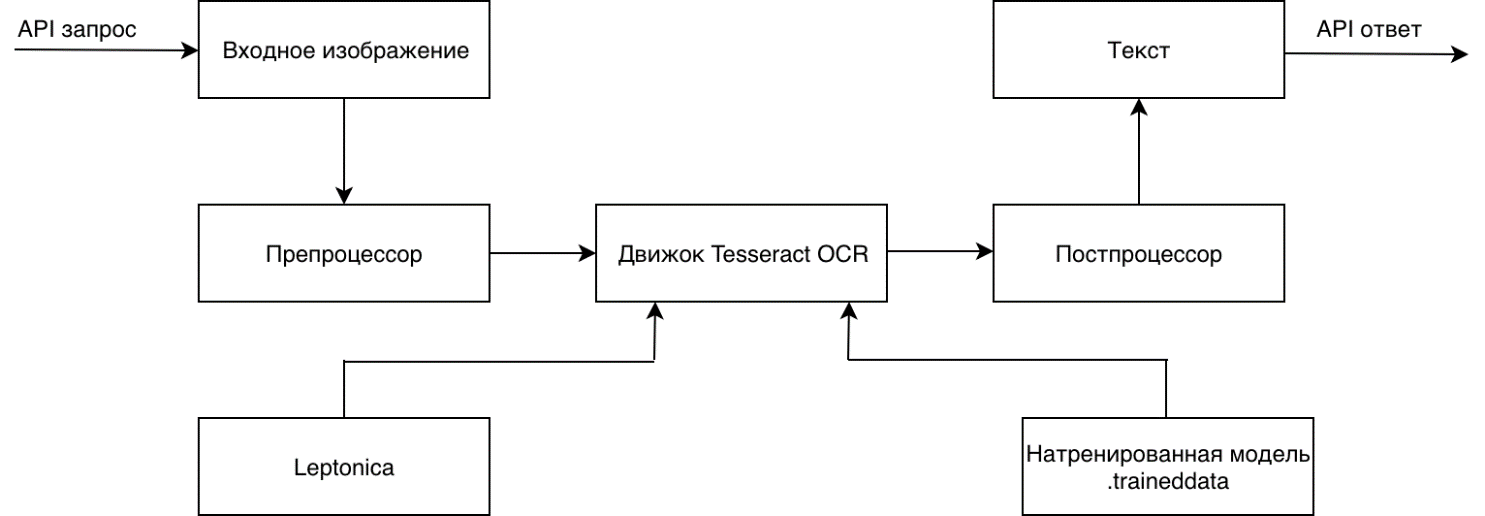 API запрос
Входное изображение
Текст
API ответ
Препроцессор
Движок Tesseract OCR
Постпроцессор
Leptonica
Натренированная модель
.traineddata